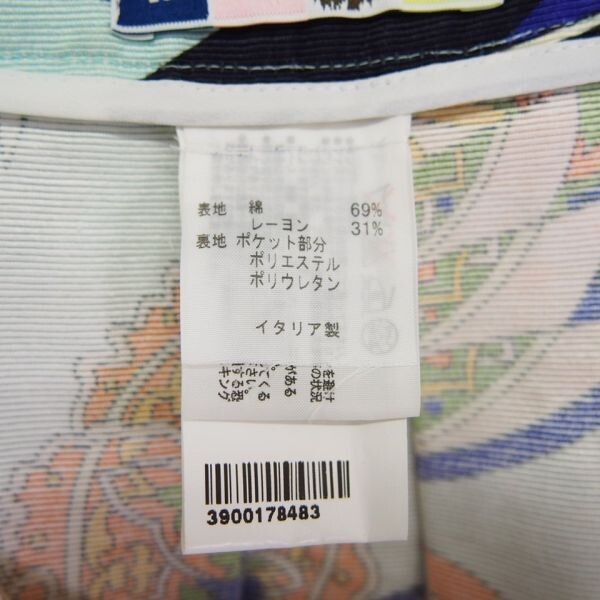 表地 綿 69%
レーヨン 31%
裏地 ポケット部分
ポリエステル
ポリウレタン
イタリア製
3900178483